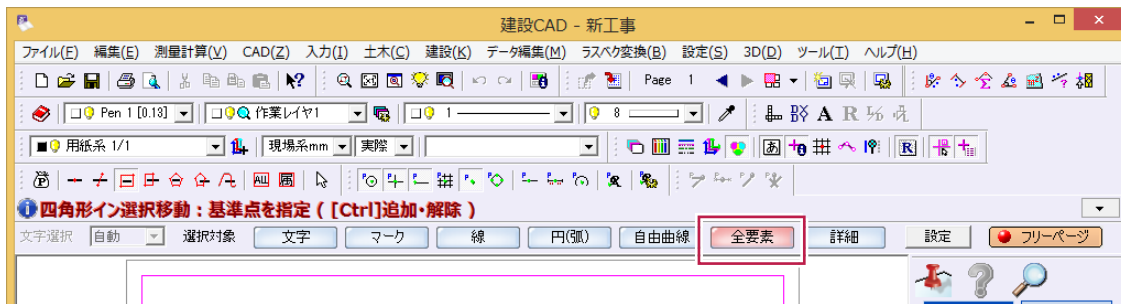 建設CAD - 新工事
ファイル(F) 編集(E) 測量計算(V) CAD(Z) 入力(I) 土木(C) 建設(K) データ編集(M) ラスベク変換(B) 設定(S) 3D(D) ツール(T) ヘルプ(H)
Page 1
Pen 1 [0.13] 作業レイヤ1 1 8
用紙系 1/1 現場系mm 実際
四角形イン選択移動:基準点を指定 ( [Ctrl]追加・解除 )
文字選択 自動 選択対象 文字 マーク 線 円(弧) 自由曲線 全要素 詳細 設定 フリーページ